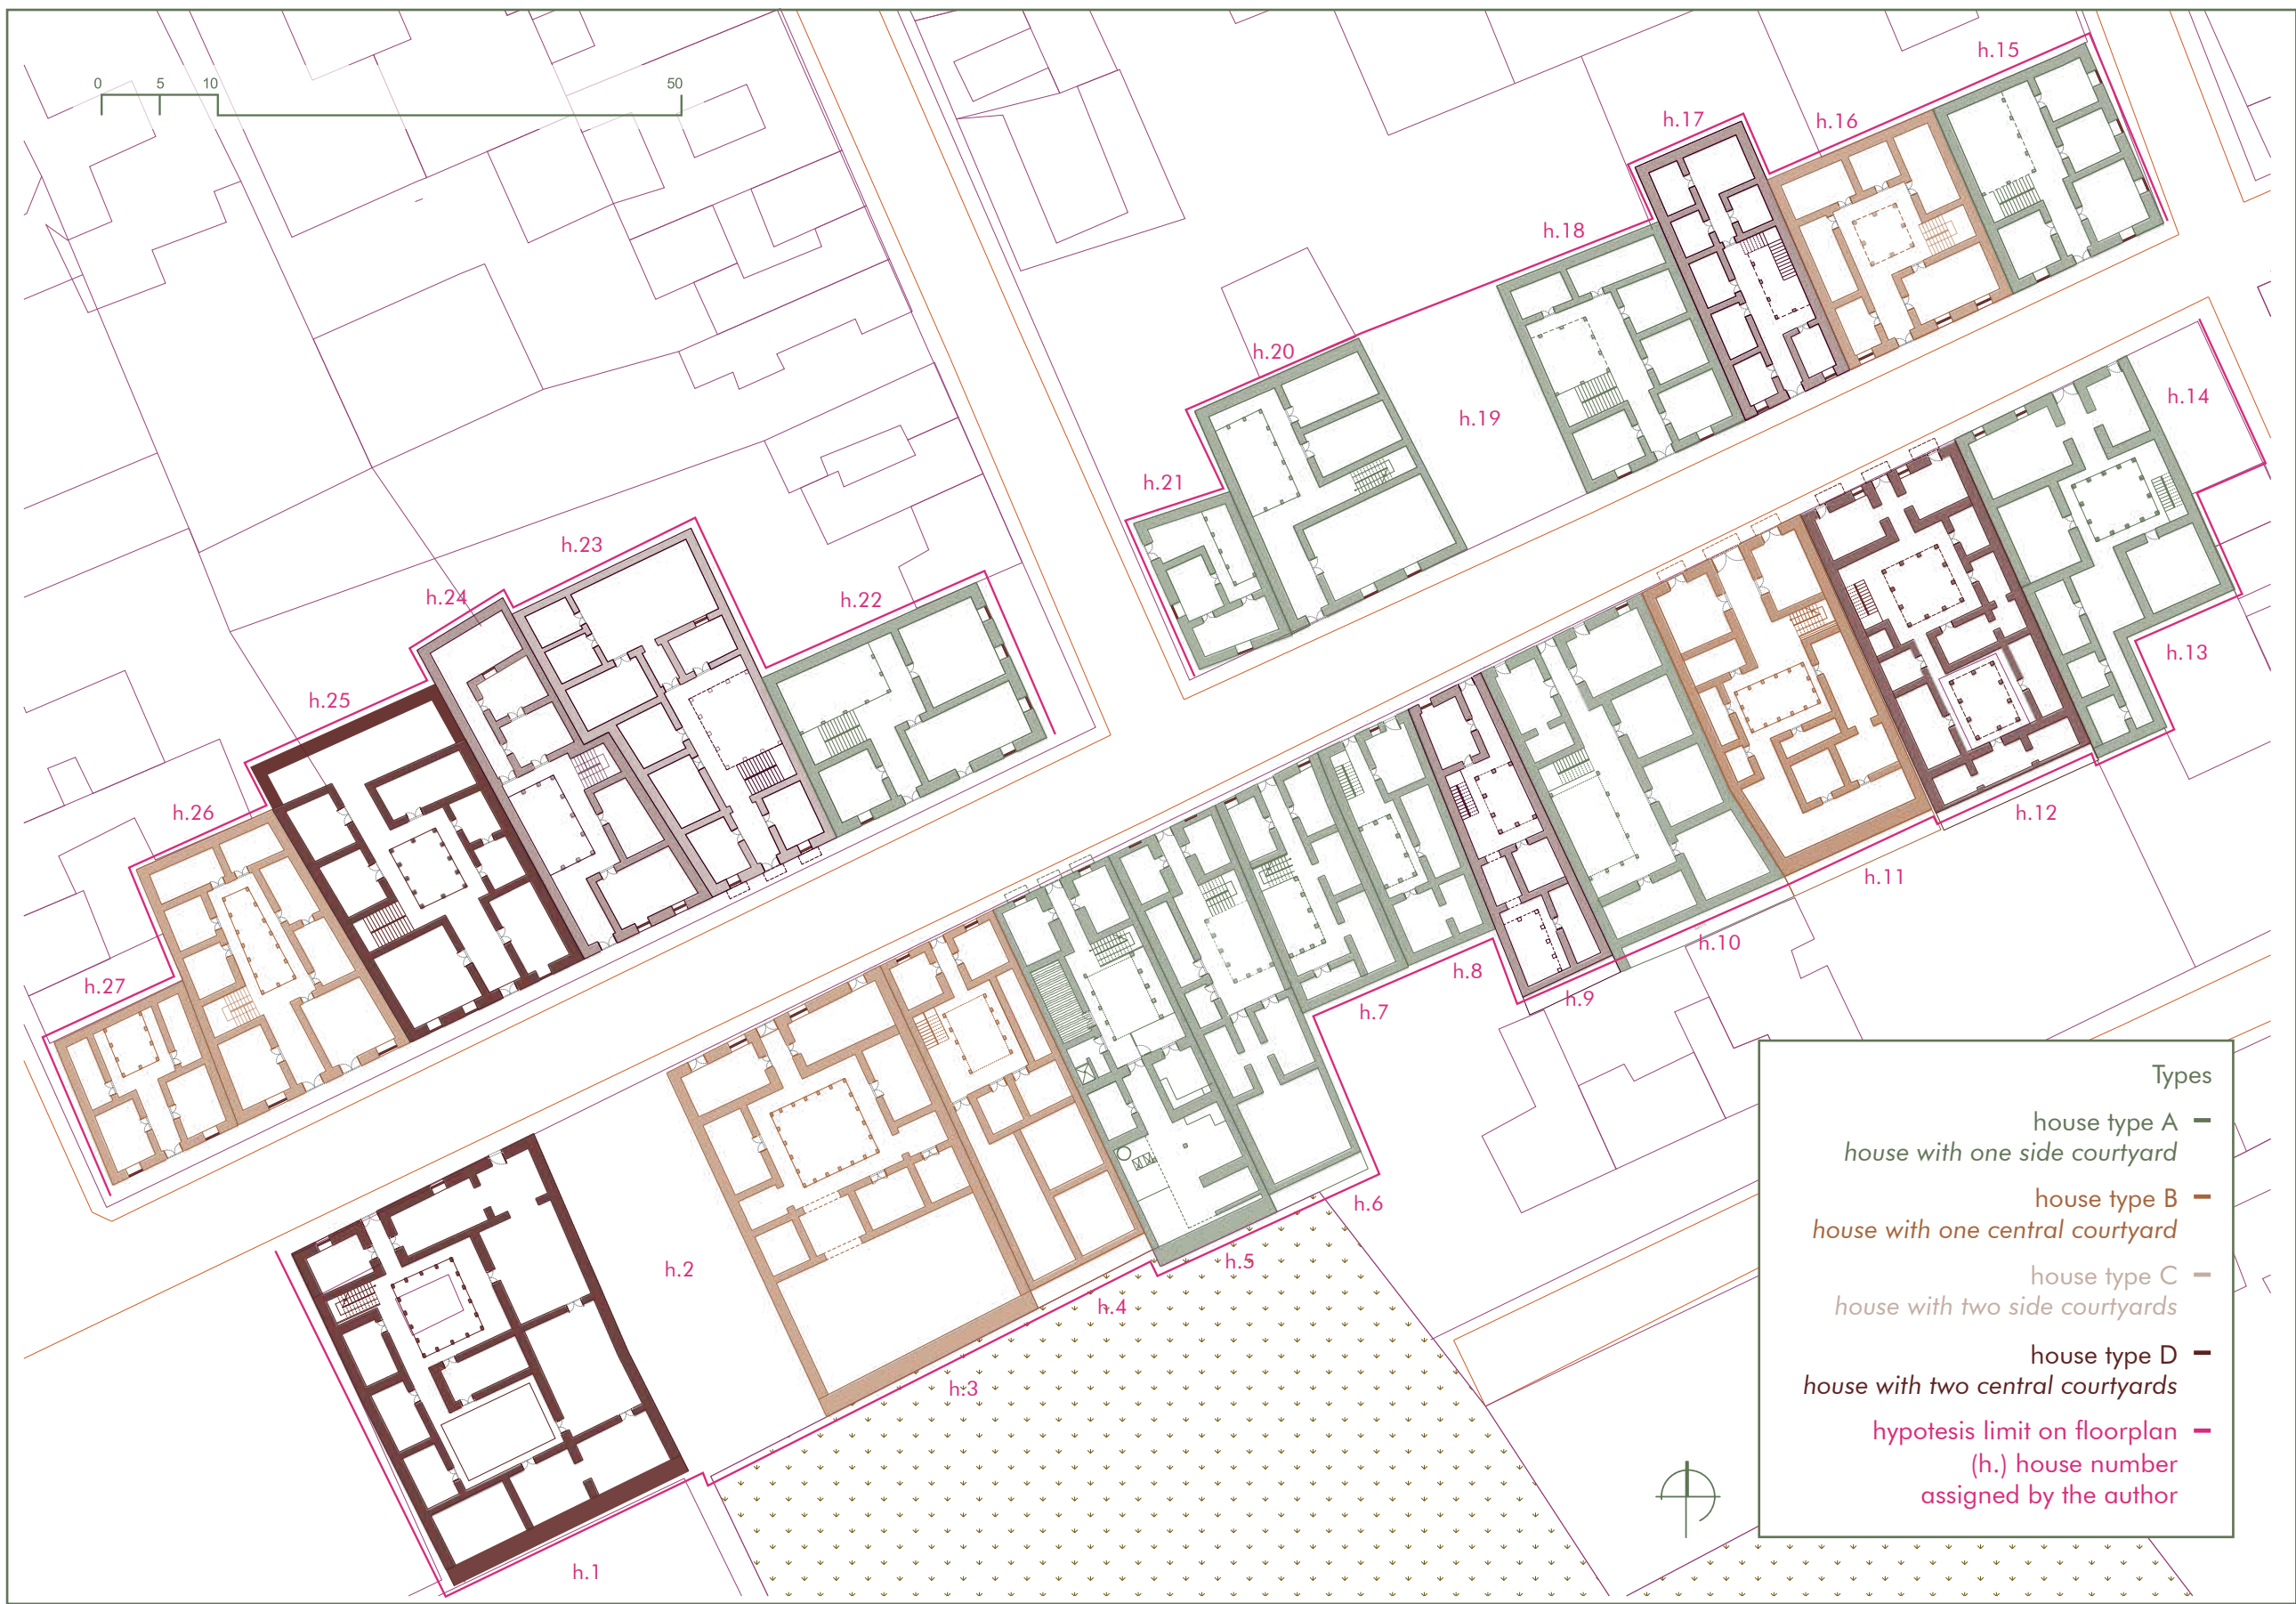 0 5 10 50
h.15
h.17
h.16
h.18
h.20
h.19
h.14
h.21
h.23
h.24
h.22
h.13
h.25
h.26
h.12
h.11
h.10
h.8
h.27
h.9
h.7
h.6
h.5
h.2
h.4
h.3
h.1
Types
house type A
house with one side courtyard
house type B
house with one central courtyard
house type C
house with two side courtyards
house type D
house with two central courtyards
hypotesis limit on floorplan
(h.) house number
assigned by the author